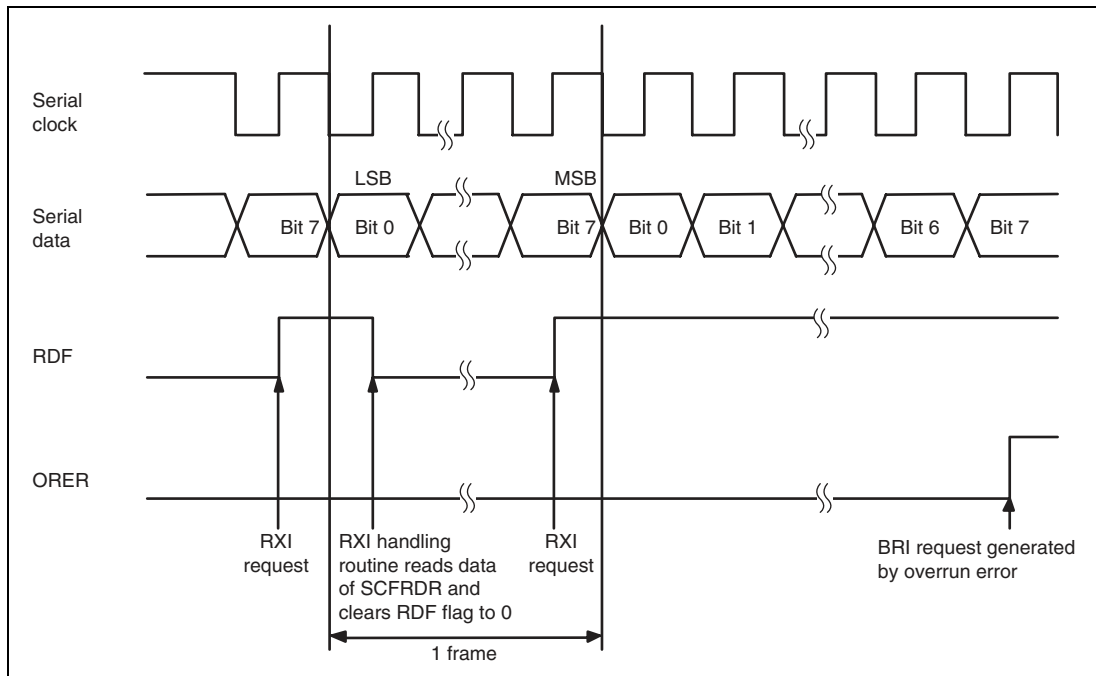 Serial
clock
LSB
MSB
Serial
data
Bit 7
Bit 0
Bit 7
Bit 0
Bit 1
Bit 6
Bit 7
RDF
ORER
RXI
request
RXI handling
routine reads data
of SCFRDR and
clears RDF flag to 0
RXI
request
BRI request generated
by overrun error
1 frame